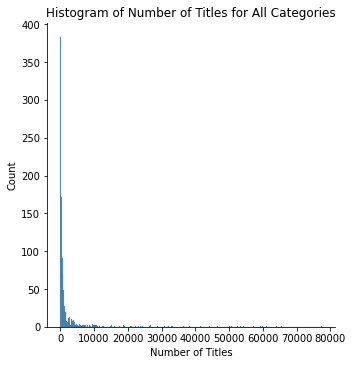 Histogram of Number of Titles for All Categories
400
350
300
250
200
150
100
50
0
Count
0 10000 20000 30000 40000 50000 60000 70000 80000
Number of Titles